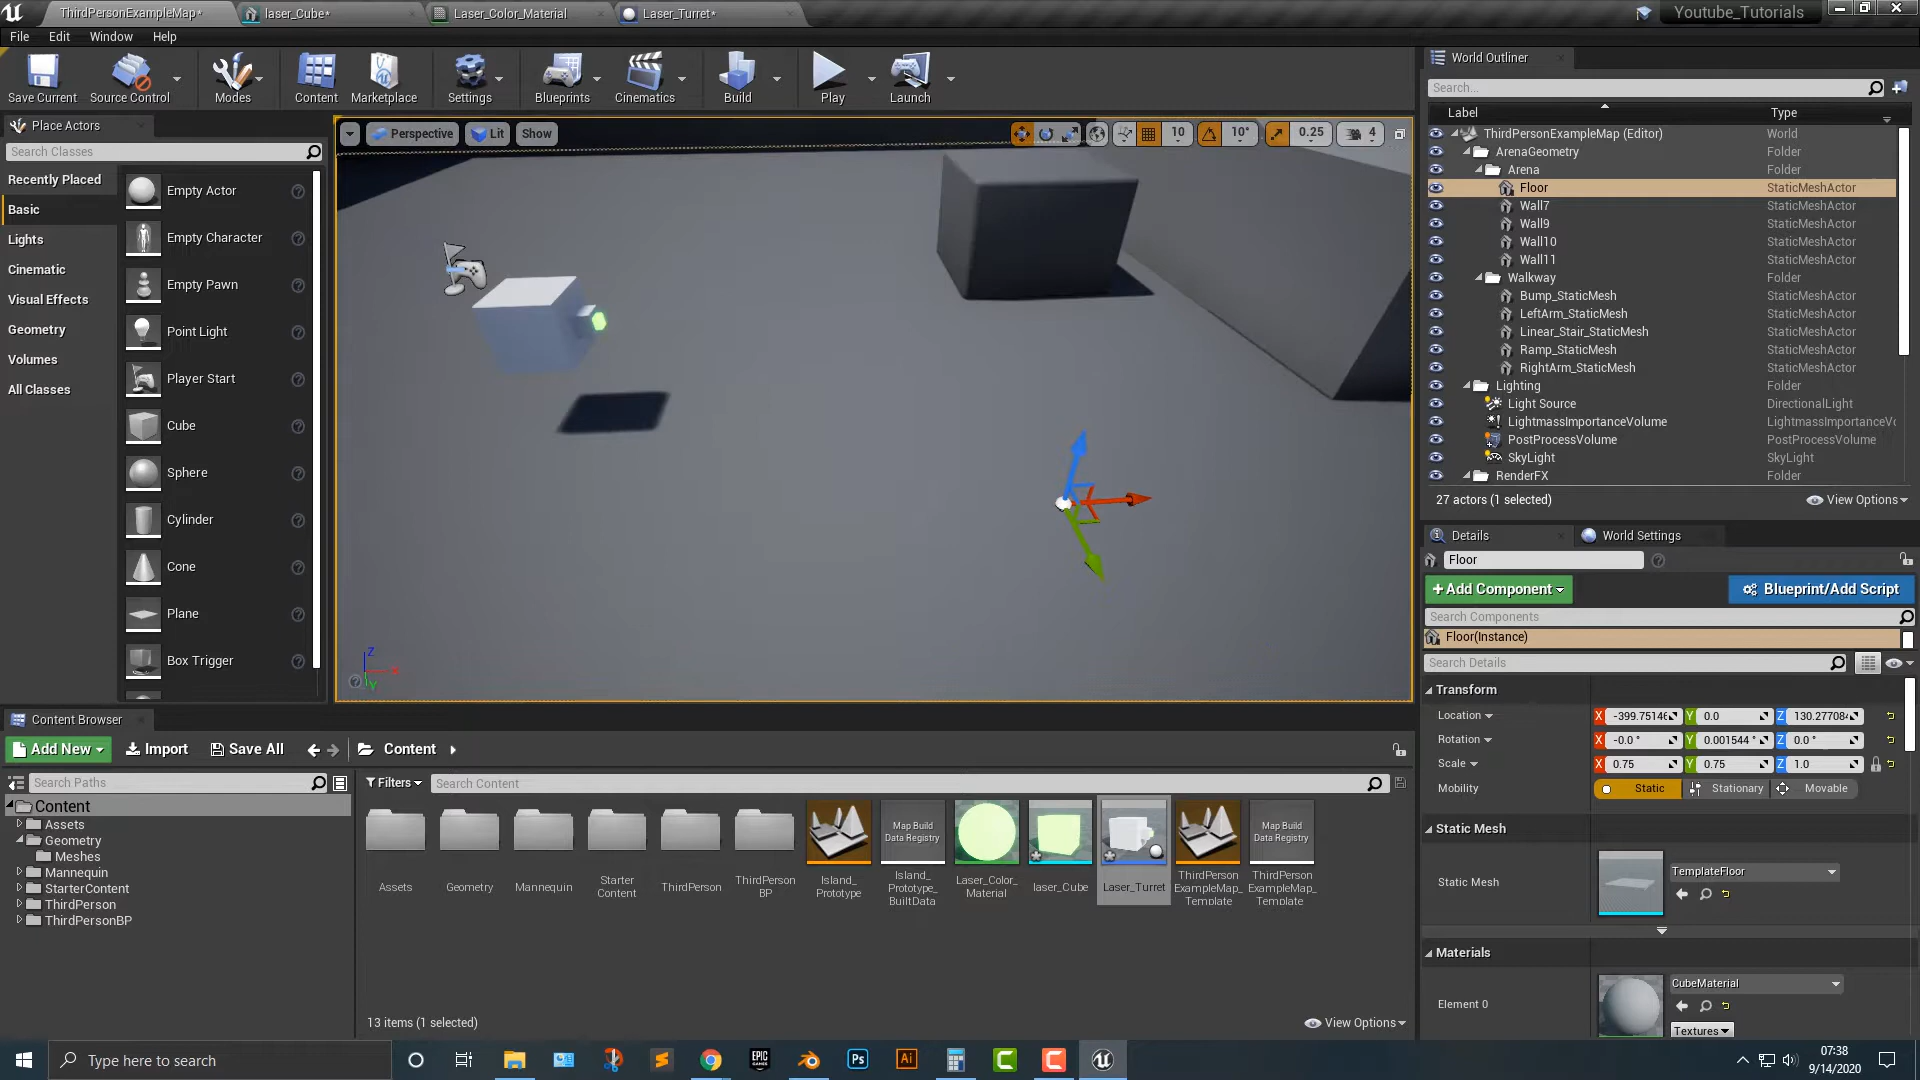 ThirdPersonExampleMap*
laser_Cube*
Laser_Color_Material
Laser_Turret*
Youtube_Tutorials
File
Edit
Window
Help
Save Current
Source Control
Modes
Content
Marketplace
Settings
Blueprints
Cinematics
Build
Play
Launch
Place Actors
Search Classes
Recently Placed
Basic
Lights
Cinematic
Visual Effects
Geometry
Volumes
All Classes
Empty Actor
Empty Character
Empty Pawn
Point Light
Player Start
Cube
Sphere
Cylinder
Cone
Plane
Box Trigger
Perspective
Lit
Show
10
10°
0.25
4
Z
Y
World Outliner
Search...
Label
Type
ThirdPersonExampleMap (Editor)
World
ArenaGeometry
Folder
Arena
Folder
Floor
StaticMeshActor
Wall7
StaticMeshActor
Wall9
StaticMeshActor
Wall10
StaticMeshActor
Wall11
StaticMeshActor
Walkway
Folder
Bump_StaticMesh
StaticMeshActor
LeftArm_StaticMesh
StaticMeshActor
Linear_Stair_StaticMesh
StaticMeshActor
Ramp_StaticMesh
StaticMeshActor
RightArm_StaticMesh
StaticMeshActor
Lighting
Folder
Light Source
DirectionalLight
LightmassImportanceVolume
LightmassImportanceVo
PostProcessVolume
PostProcessVolume
SkyLight
SkyLight
RenderFX
Folder
27 actors (1 selected)
View Options
Details
World Settings
Floor
+Add Component
Blueprint/Add Script
Search Components
Floor(Instance)
Search Details
Transform
Location
X
-399.75146
Y
0.0
Z
130.277084
Rotation
X
-0.0 °
Y
0.001544 °
Z
0.0 °
Scale
X
0.75
Y
0.75
Z
1.0
Mobility
Static
Stationary
Movable
Static Mesh
Static Mesh
TemplateFloor
Materials
Element 0
CubeMaterial
Textures
Content Browser
Add New
Import
Save All
Content
Search Paths
Filters
Search Content
Content
Assets
Geometry
Meshes
Mannequin
StarterContent
ThirdPerson
ThirdPersonBP
Assets
Geometry
Mannequin
Starter
Content
ThirdPerson
ThirdPerson
BP
Island_
Prototype
Map Build
Data Registry
Island_
Prototype_
BuiltData
Laser_Color_
Material
laser_Cube
Laser_Turret
ThirdPerson
ExampleMap_
Template
Map Build
Data Registry
ThirdPerson
ExampleMap_
Template
13 items (1 selected)
View Options
Type here to search
EPIC
GAMES
Ps
Ai
07:38
9/14/2020